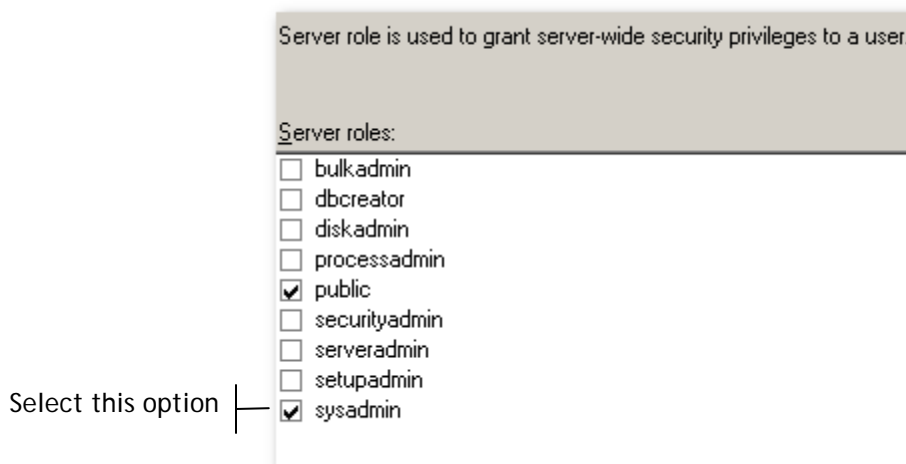 Server role is used to grant server-wide security privileges to a user.
Server roles:
bulkadmin
dbcreator
diskadmin
processadmin
public
securityadmin
serveradmin
setupadmin
Select this option sysadmin